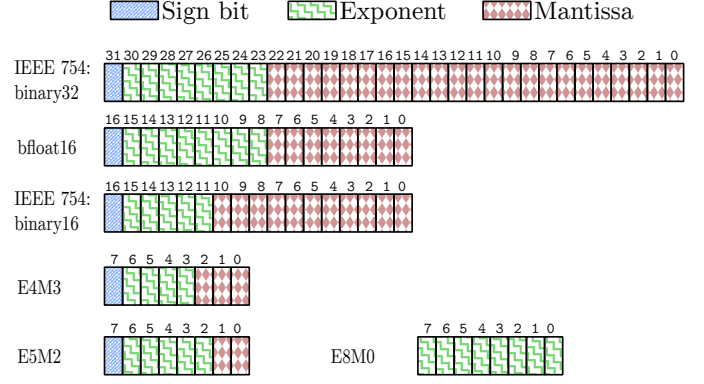 Sign bit Exponent Mantissa
31 30 29 28 27 26 25 24 23 22 21 20 19 18 17 16 15 14 13 12 11 10 9 8 7 6 5 4 3 2 1 0
IEEE 754:
binary32
16 15 14 13 12 11 10 9 8 7 6 5 4 3 2 1 0
bfloat16
16 15 14 13 12 11 10 9 8 7 6 5 4 3 2 1 0
IEEE 754:
binary16
7 6 5 4 3 2 1 0
E4M3
7 6 5 4 3 2 1 0
E5M2
7 6 5 4 3 2 1 0
E8M0